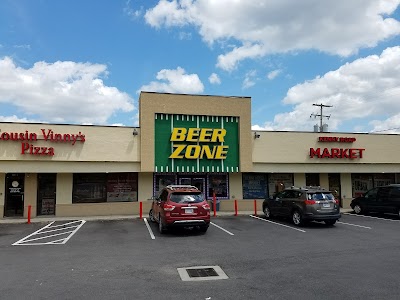 Cousin Vinny's
Pizza
BEER
ZONE
MARKET